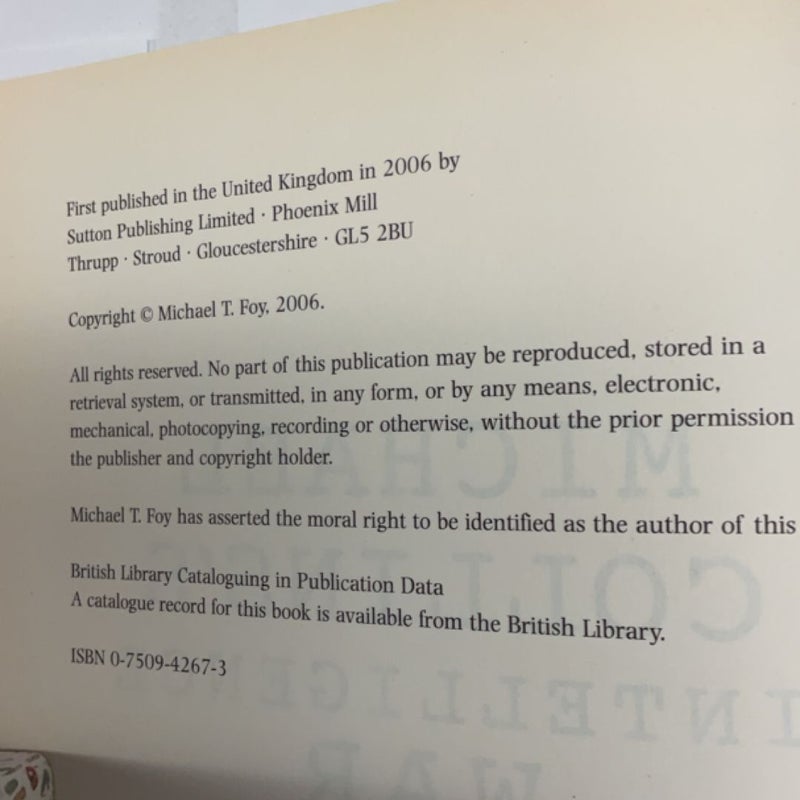 First published in the United Kingdom in 2006 by
Sutton Publishing Limited · Phoenix Mill
Thrupp · Stroud · Gloucestershire · GL5 2BU
Copyright © Michael T. Foy, 2006.
All rights reserved. No part of this publication may be reproduced, stored in a
retrieval system, or transmitted, in any form, or by any means, electronic,
mechanical, photocopying, recording or otherwise, without the prior permission
the publisher and copyright holder.
Michael T. Foy has asserted the moral right to be identified as the author of this
British Library Cataloguing in Publication Data
A catalogue record for this book is available from the British Library.
ISBN 0-7509-4267-3
MICHAEL
COLLINS'S
INTELLIGENCE
WAR